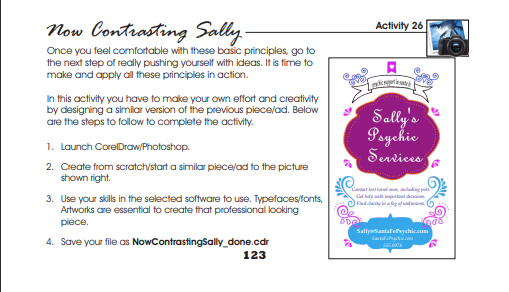 Now Contrasting Sally
Activity 26
Once you feel comfortable with these basic principles, go to
the next step of really pushing yourself with ideas. It is time to
make and apply all these principles in action.
In this activity you have to make your own effort and creativity
by designing a similar version of the previous piece/ad. Below
are the steps to follow to complete the activity.
1. Launch CorelDraw/Photoshop.
2. Create from scratch/start a similar piece/ad to the picture
shown right.
3. Use your skills in the selected software to use. Typefaces/fonts,
Artworks are essential to create that professional looking
piece.
4. Save your file as NowContrastingSally_done.cdr
123
psychic support in santa fe
Sally's
Psychic
Services
Contact lost loved ones, including pets.
Get help with important decisions.
Find clarity in a fog of unknowns.
Sally@SantaFePsychic.com
SantaFePsychic.com